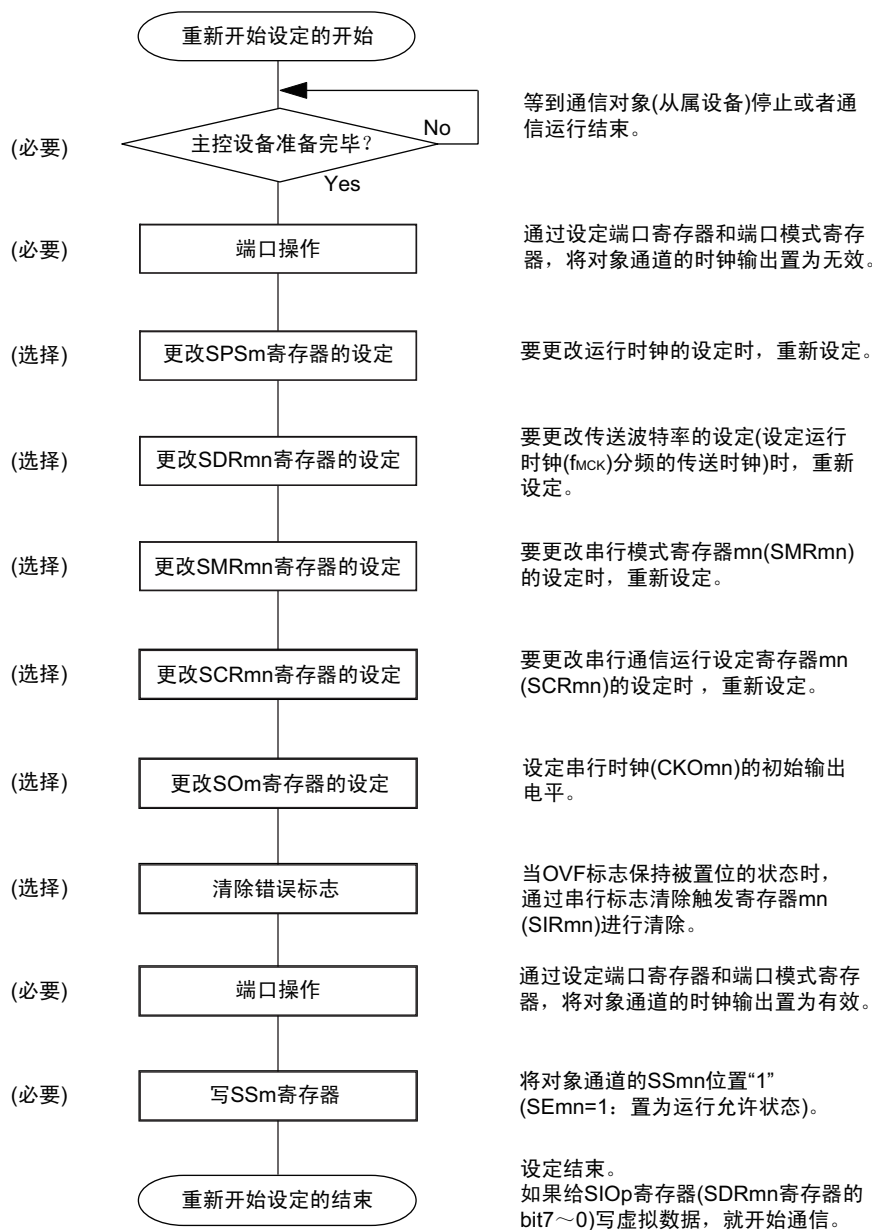 重新开始设定的开始
等到通信对象(从属设备)停止或者通
信运行结束。
(必要)
主控设备准备完毕？
No
Yes
(必要)
端口操作
通过设定端口寄存器和端口模式寄存
器，将对象通道的时钟输出置为无效。
(选择)
更改SPSm寄存器的设定
要更改运行时钟的设定时，重新设定。
(选择)
更改SDRmn寄存器的设定
要更改传送波特率的设定(设定运行
时钟(fMCK)分频的传送时钟)时，重新
设定。
(选择)
更改SMRmn寄存器的设定
要更改串行模式寄存器mn(SMRmn)
的设定时，重新设定。
(选择)
更改SCRmn寄存器的设定
要更改串行通信运行设定寄存器mn
(SCRmn)的设定时，重新设定。
(选择)
更改SOm寄存器的设定
设定串行时钟(CKOmn)的初始输出
电平。
(选择)
清除错误标志
当OVF标志保持被置位的状态时，
通过串行标志清除触发寄存器mn
(SIRmn)进行清除。
(必要)
端口操作
通过设定端口寄存器和端口模式寄存
器，将对象通道的时钟输出置为有效。
(必要)
写SSm寄存器
将对象通道的SSmn位置“1”
(SEmn=1：置为运行允许状态)。
重新开始设定的结束
设定结束。
如果给SIOp寄存器(SDRmn寄存器的
bit7～0)写虚拟数据，就开始通信。